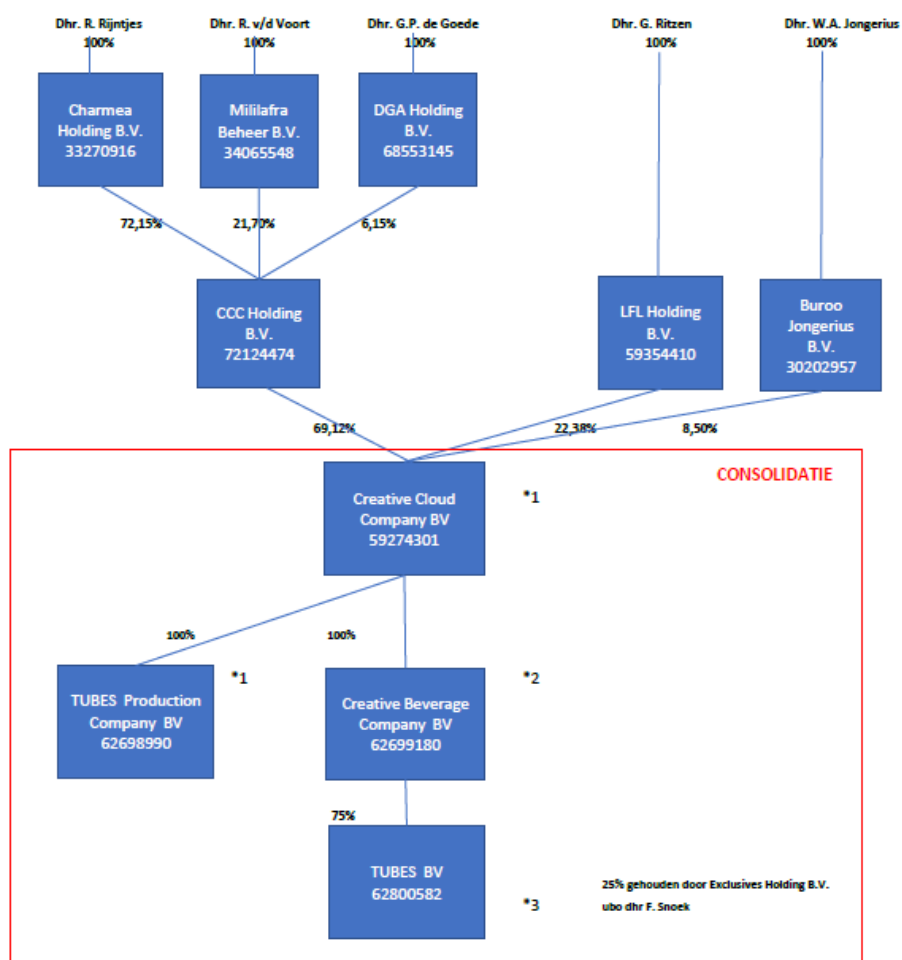 Dhr. R. Rijntjes
100%
Dhr. R. v/d Voort
100%
Dhr. G.P. de Goede
100%
Dhr. G. Ritzen
100%
Dhr. W.A. Jongerius
100%
Charmea
Holding B.V.
33270916
Mililafra
Beheer B.V.
34065548
DGA Holding
B.V.
68553145
72,15%
21,70%
6,15%
CCC Holding
B.V.
72124474
LFL Holding
B.V.
59354410
Buroo
Jongerius
B.V.
30202957
69,12%
22,38%
8,50%
CONSOLIDATIE
Creative Cloud
Company BV
59274301
*1
100%
100%
TUBES Production
Company BV
62698990
*1
Creative Beverage
Company BV
62699180
*2
75%
TUBES BV
62800582
*3
25% gehouden door Exclusives Holding B.V.
ubo dhr F. Snoek